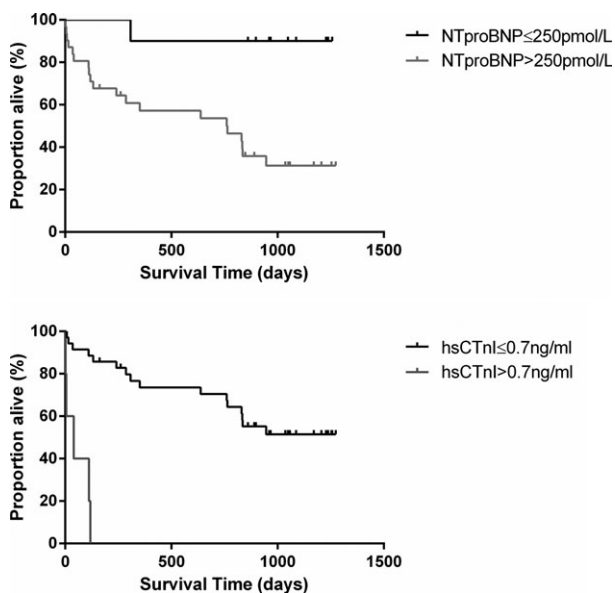 100
80
60
40
20
0
Proportion alive (%)
0 500 1000 1500
Survival Time (days)
NTproBNP≤250pmol/L
NTproBNP>250pmol/L
100
80
60
40
20
0
Proportion alive (%)
0 500 1000 1500
Survival Time (days)
hsCTnI≤0.7ng/ml
hsCTnI>0.7ng/ml